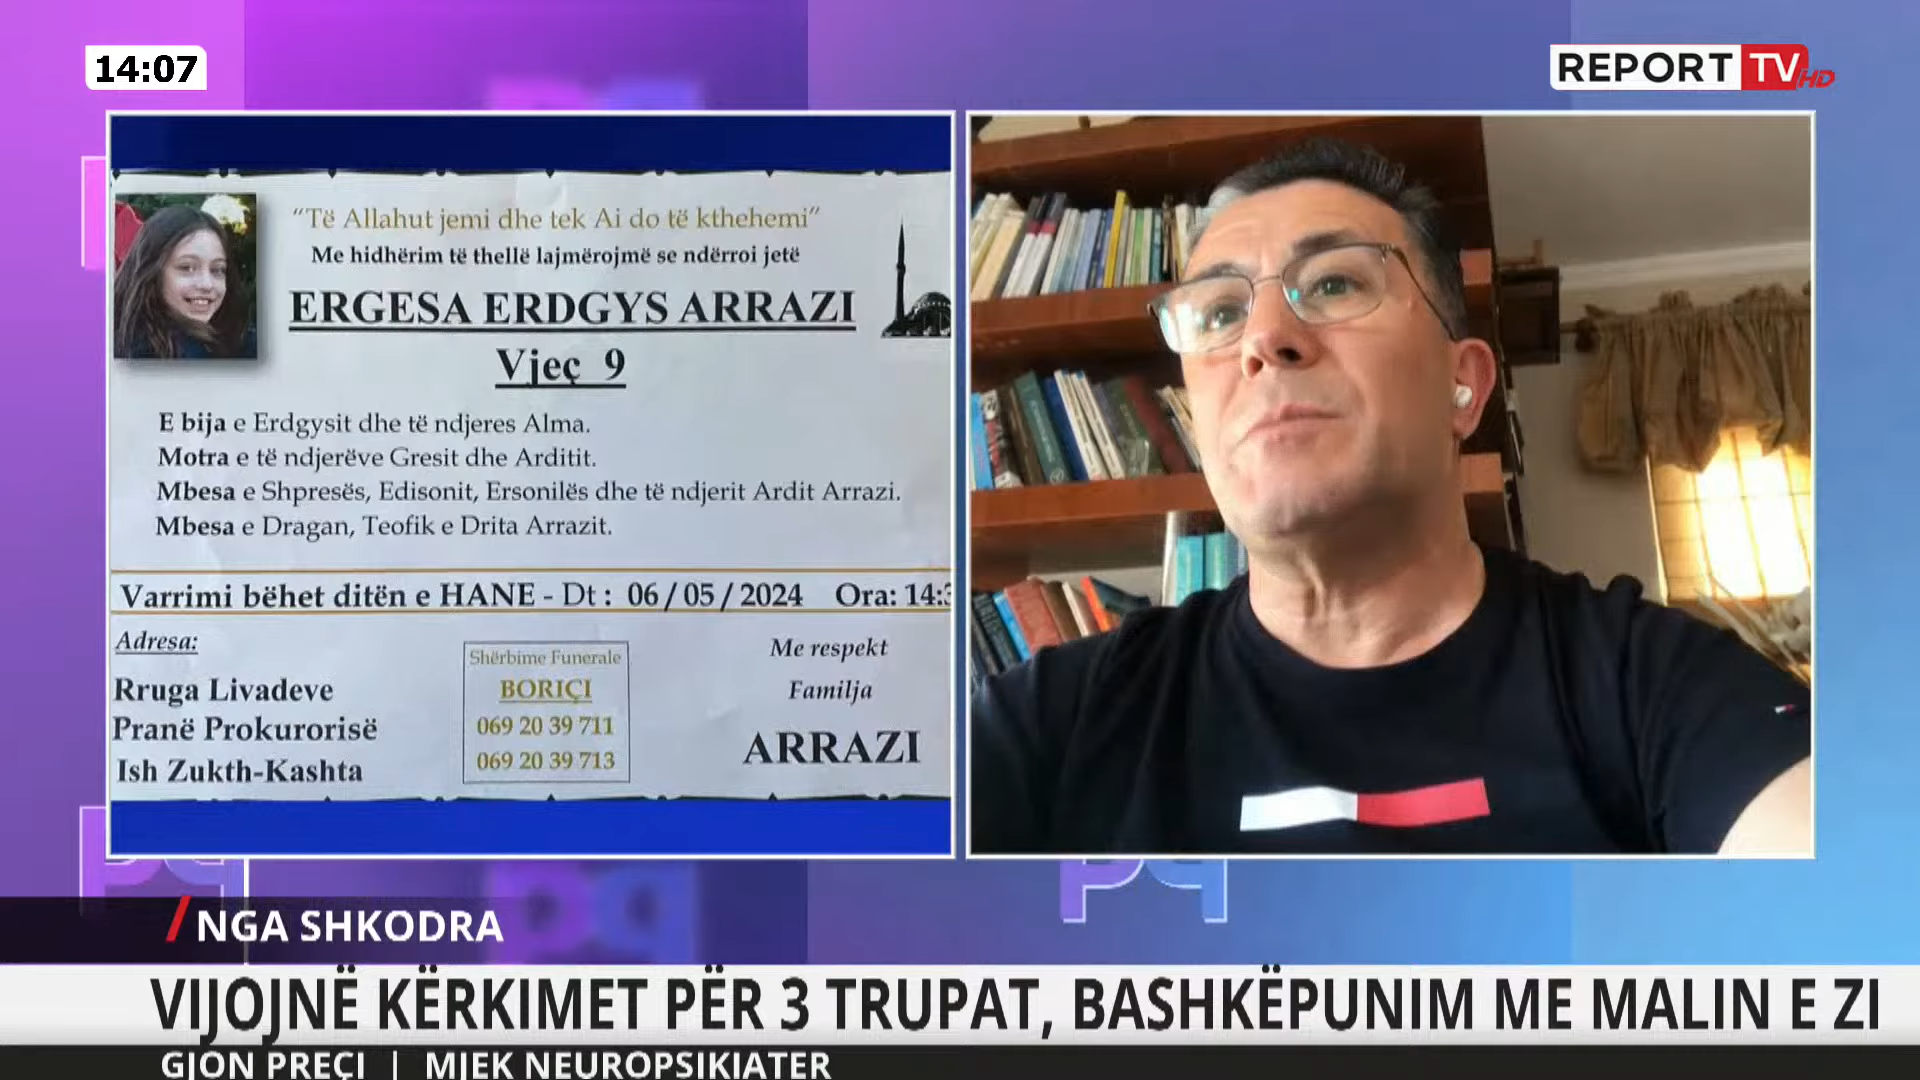 14:07
REPORT TV HD
“Të Allahut jemi dhe tek Ai do të kthehemi”
Me hidhërim të thellë lajmërojmë se ndërroi jetë
ERGESA ERDGYS ARRAZI
Vjeç 9
E bija e Erdgysit dhe të ndjeres Alma.
Motra e të ndjerëve Gresit dhe Arditit.
Mbesa e Shpresës, Edisonit, Ersonilës dhe të ndjerit Ardit Arrazi.
Mbesa e Dragan, Teofik e Drita Arrazit.
Varrimi bëhet ditën e HANE - Dt : 06 / 05 / 2024 Ora: 14:3
Adresa:
Rruga Livadeve
Pranë Prokurorisë
Ish Zukth-Kashta
Shërbime Funerale
BORIÇI
069 20 39 711
069 20 39 713
Me respekt
Familja
ARRAZI
NGA SHKODRA
VIJOJNË KËRKIMET PËR 3 TRUPAT, BASHKËPUNIM ME MALIN E ZI
GJON PREÇI | MJEK NEUROPSIKIATER